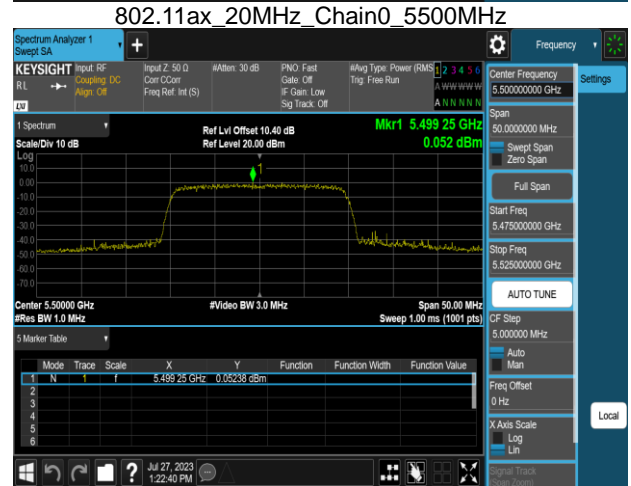 802.11ax_20MHz_Chain0_5500MHz
Spectrum Analyzer 1
Swept SA
Frequency
KEYSIGHT
RL
LXI
Input: RF
Coupling: DC
Align: Off
Input Z: 50 Ω
Corr CCorr
Freq Ref: Int (S)
#Atten: 30 dB
PNO: Fast
Gate: Off
IF Gain: Low
Sig Track: Off
#Avg Type: Power (RMS
Trig: Free Run
1 2 3 4 5 6
A W W W W W
A N N N N N
1 Spectrum
Scale/Div 10 dB
Log
Ref Lvl Offset 10.40 dB
Ref Level 20.00 dBm
Mkr1 5.499 25 GHz
0.052 dBm
1
10.0
0.00
-10.0
-20.0
-30.0
-40.0
-50.0
-60.0
-70.0
Center 5.50000 GHz
#Res BW 1.0 MHz
#Video BW 3.0 MHz
Span 50.00 MHz
Sweep 1.00 ms (1001 pts)
5 Marker Table
Mode Trace Scale X Y Function Function Width Function Value
1 N 1 f 5.499 25 GHz 0.05238 dBm
2
3
4
5
6
Jul 27, 2023
1:22:40 PM
?
Center Frequency
5.500000000 GHz
Settings
Span
50.0000000 MHz
Swept Span
Zero Span
Full Span
Start Freq
5.475000000 GHz
Stop Freq
5.525000000 GHz
AUTO TUNE
CF Step
5.000000 MHz
Auto
Man
Freq Offset
0 Hz
X Axis Scale
Log
Lin
Local
Signal Track
(Span Zoom)